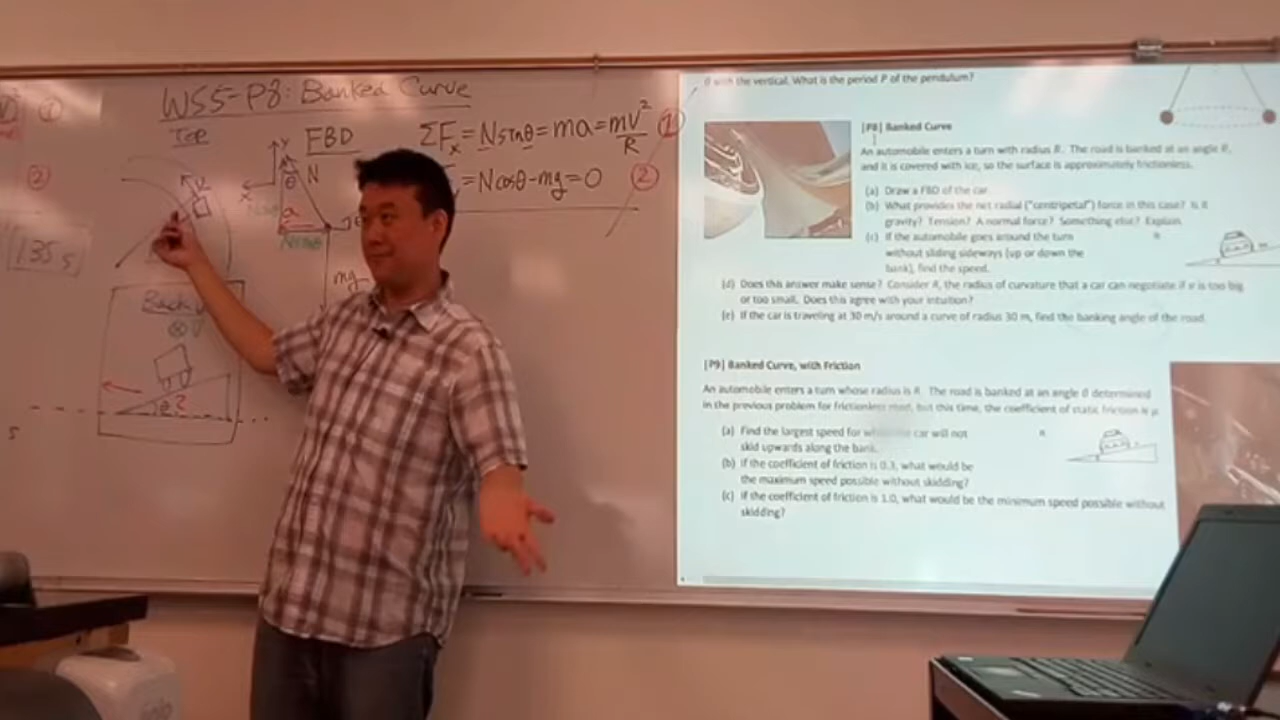 WS5-P8: Banked Curve
Top
FBD
ΣFₓ = Nsinθ = ma = mv²/R ①
= Ncosθ - mg = 0 ②
②
y
x
θ
N
a
mg
v
1.35 s
Back
⊗ v
θ
s
θ with the vertical. What is the period P of the pendulum?
[P8] Banked Curve
An automobile enters a turn with radius R. The road is banked at an angle θ,
and it is covered with ice, so the surface is approximately frictionless.
(a) Draw a FBD of the car
(b) What provides the net radial ("centripetal") force in this case? Is it
gravity? Tension? A normal force? Something else? Explain.
(c) If the automobile goes around the turn
without sliding sideways (up or down the
bank), find the speed.
(d) Does this answer make sense? Consider R, the radius of curvature that a car can negotiate if v is too big
or too small. Does this agree with your intuition?
(e) If the car is traveling at 30 m/s around a curve of radius 30 m, find the banking angle of the road.
[P9] Banked Curve, with Friction
An automobile enters a turn whose radius is R. The road is banked at an angle θ determined
in the previous problem for frictionless road, but this time, the coefficient of static friction is μ
(a) Find the largest speed for which the car will not
skid upwards along the bank.
(b) If the coefficient of friction is 0.3, what would be
the maximum speed possible without skidding?
(c) If the coefficient of friction is 1.0, what would be the minimum speed possible without
skidding?